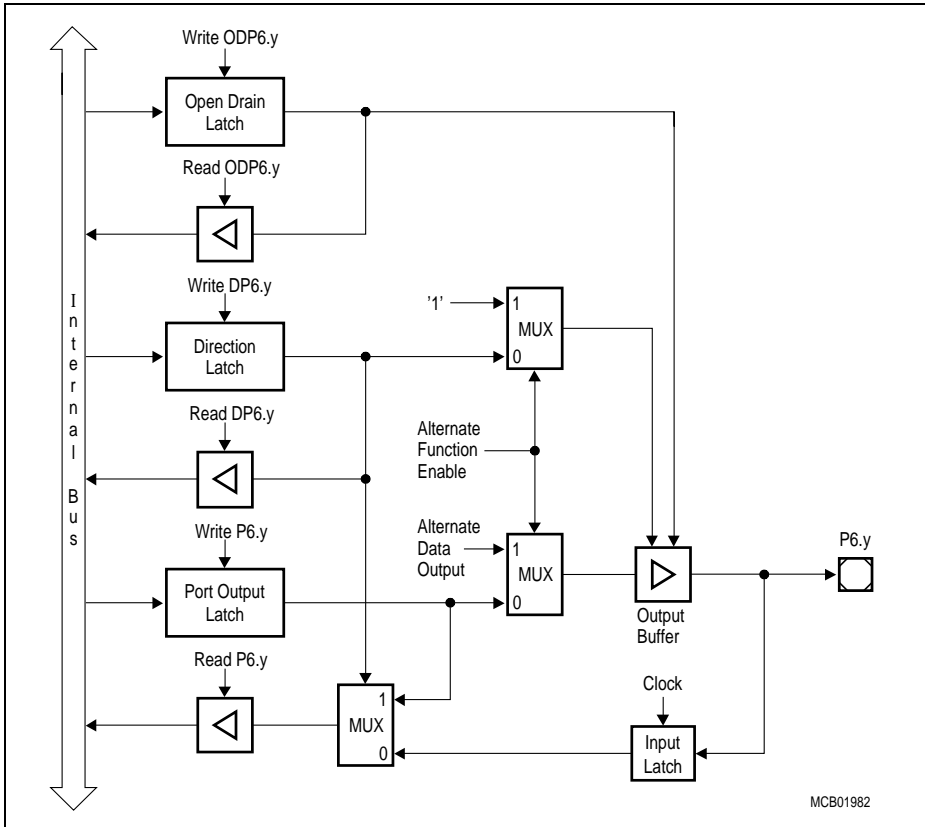 Write ODP6.y
Open Drain
Latch
Read ODP6.y
Internal Bus
Write DP6.y
'1'
1
MUX
0
Direction
Latch
Read DP6.y
Alternate
Function
Enable
Write P6.y
Alternate
Data
Output
1
MUX
0
P6.y
Port Output
Latch
Output
Buffer
Read P6.y
1
MUX
0
Clock
Input
Latch
MCB01982